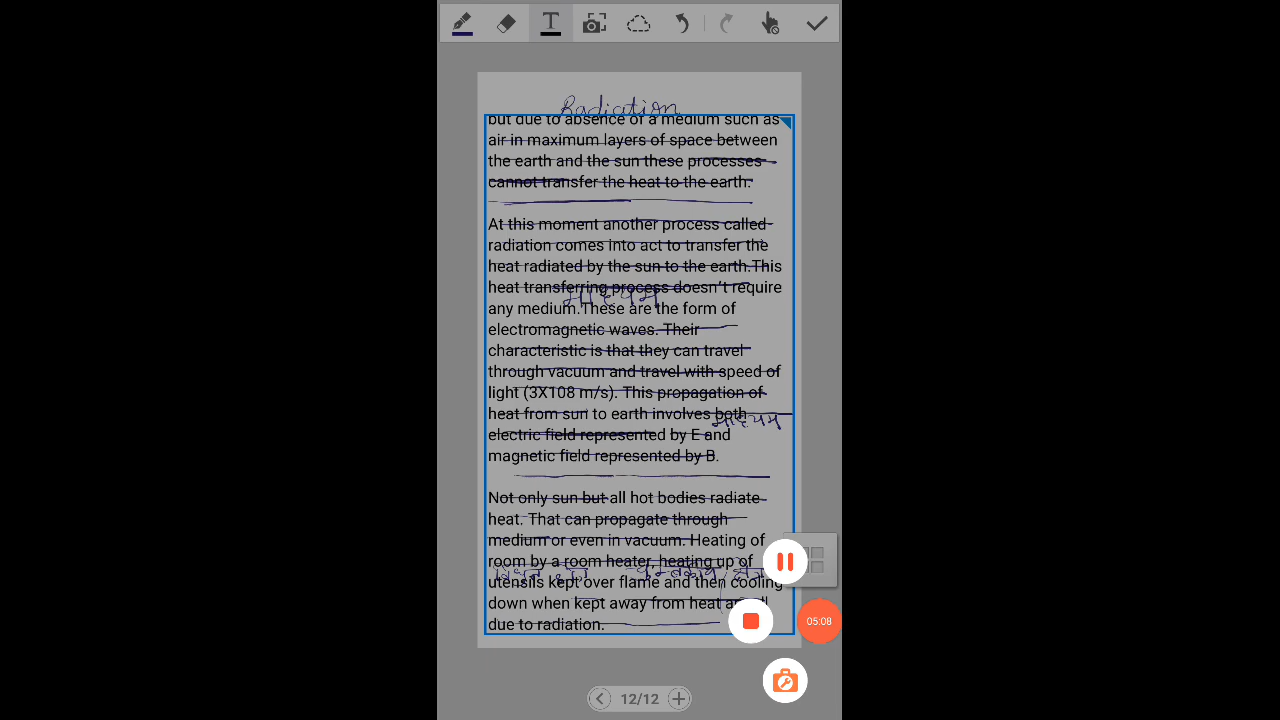 T
Radiation
but due to absence of a medium such as
air in maximum layers of space between
the earth and the sun these processes
cannot transfer the heat to the earth.
At this moment another process called
radiation comes into act to transfer the
heat radiated by the sun to the earth.This
heat transferring process doesn't require
माध्यम
any medium.These are the form of
electromagnetic waves. Their
characteristic is that they can travel
through vacuum and travel with speed of
light (3X108 m/s). This propagation of
heat from sun to earth involves both
माध्यम
electric field represented by E and
magnetic field represented by B.
Not only sun but all hot bodies radiate
heat. That can propagate through
medium or even in vacuum. Heating of
room by a room heater, heating up of
विद्युत क्षेत्र चुम्बकीय
utensils kept over flame and then cooling
down when kept away from heat
due to radiation.
05:08
12/12